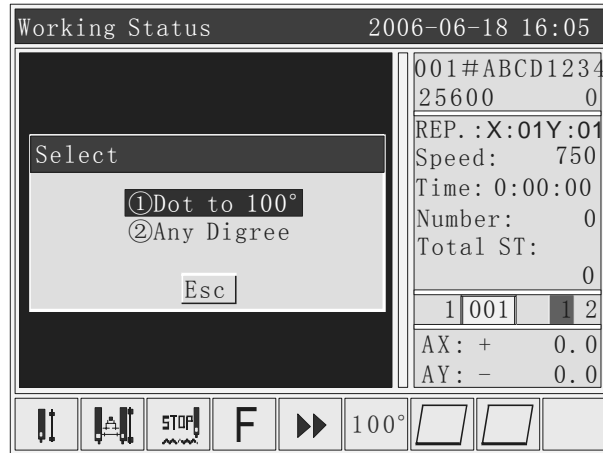 Working Status 2006-06-18 16:05
001#ABCD1234
25600 0
REP.:X:01Y:01
Speed: 750
Time: 0:00:00
Number: 0
Total ST:
0
1 001 1 2
AX: + 0.0
AY: - 0.0
Select
①Dot to 100°
②Any Digree
Esc
STOP F 100°